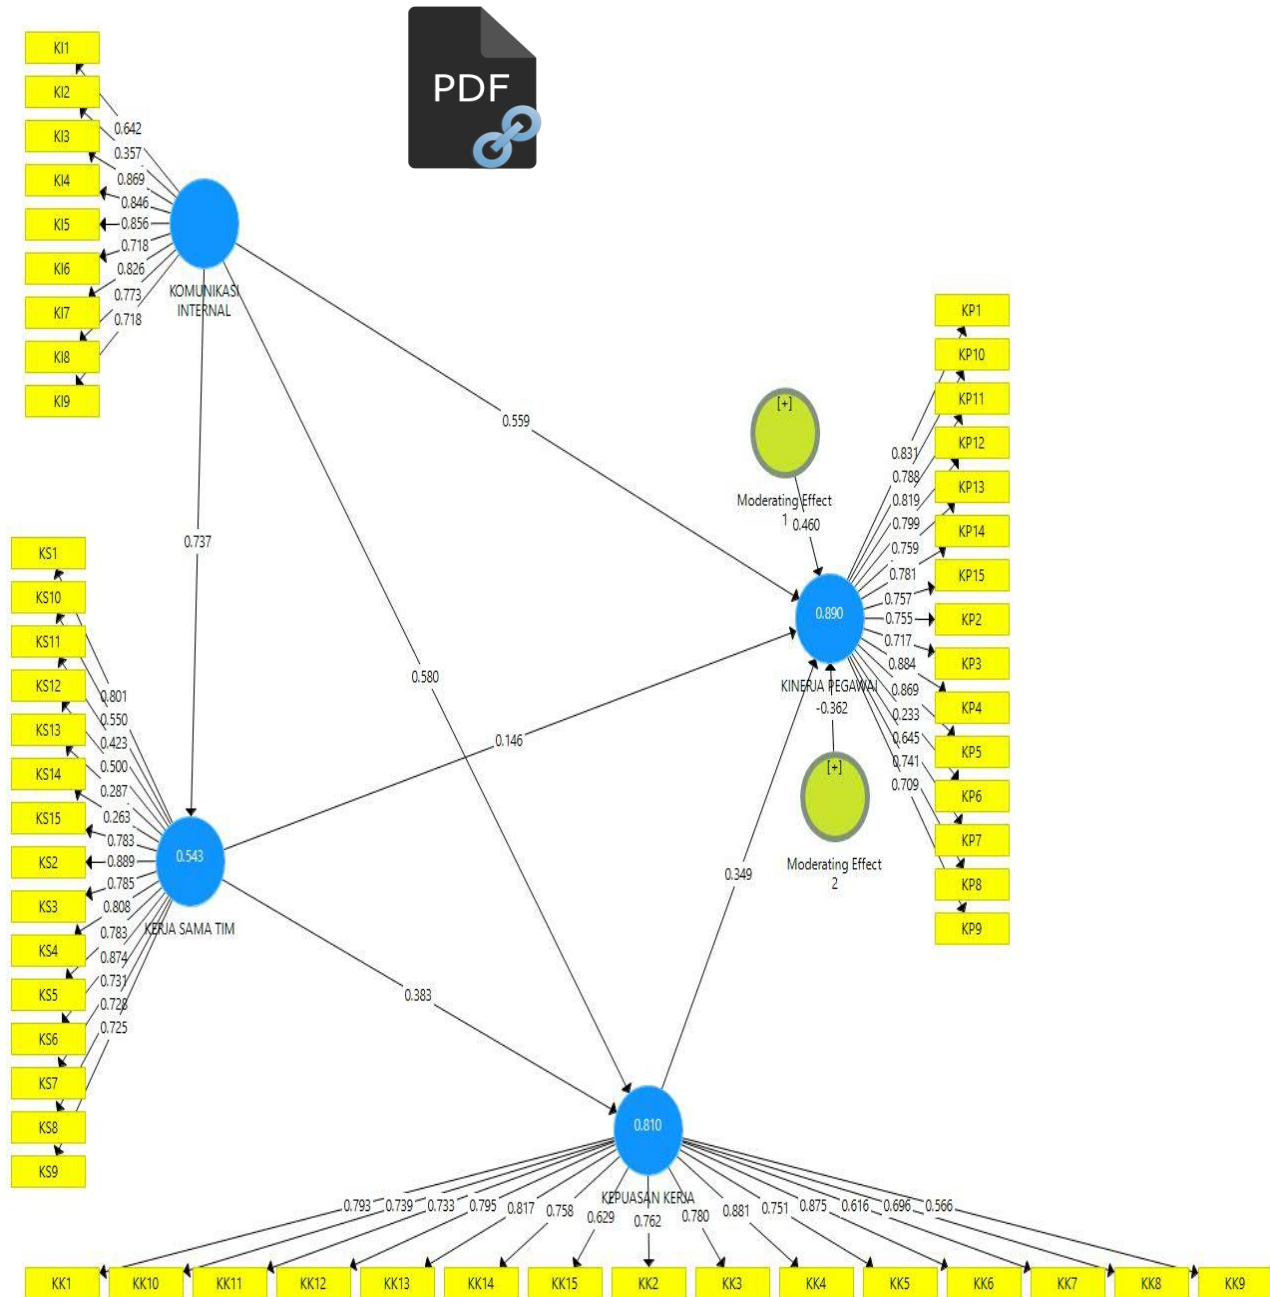 PDF
KI1
KI2
KI3
KI4
KI5
KI6
KI7
KI8
KI9
0.642
0.357
0.869
0.846
0.856
0.718
0.826
0.773
0.718
KOMUNIKASI
INTERNAL
0.559
0.737
0.580
0.146
0.383
0.349
[+]
Moderating Effect
1
0.460
0.890
KINERJA PEGAWAI
-0.362
[+]
Moderating Effect
2
KP1
KP10
KP11
KP12
KP13
KP14
KP15
KP2
KP3
KP4
KP5
KP6
KP7
KP8
KP9
0.831
0.788
0.819
0.799
0.759
0.781
0.757
0.755
0.717
0.884
0.869
0.233
0.645
0.741
0.709
KS1
KS10
KS11
KS12
KS13
KS14
KS15
KS2
KS3
KS4
KS5
KS6
KS7
KS8
KS9
0.801
0.550
0.423
0.500
0.287
0.263
0.783
0.889
0.785
0.808
0.783
0.874
0.731
0.728
0.725
0.543
KERJA SAMA TIM
0.810
KEPUASAN KERJA
0.793 0.739 0.733 0.795 0.817 0.758 0.629 0.762 0.780 0.881 0.751 0.875 0.616 0.696 0.566
KK1 KK10 KK11 KK12 KK13 KK14 KK15 KK2 KK3 KK4 KK5 KK6 KK7 KK8 KK9